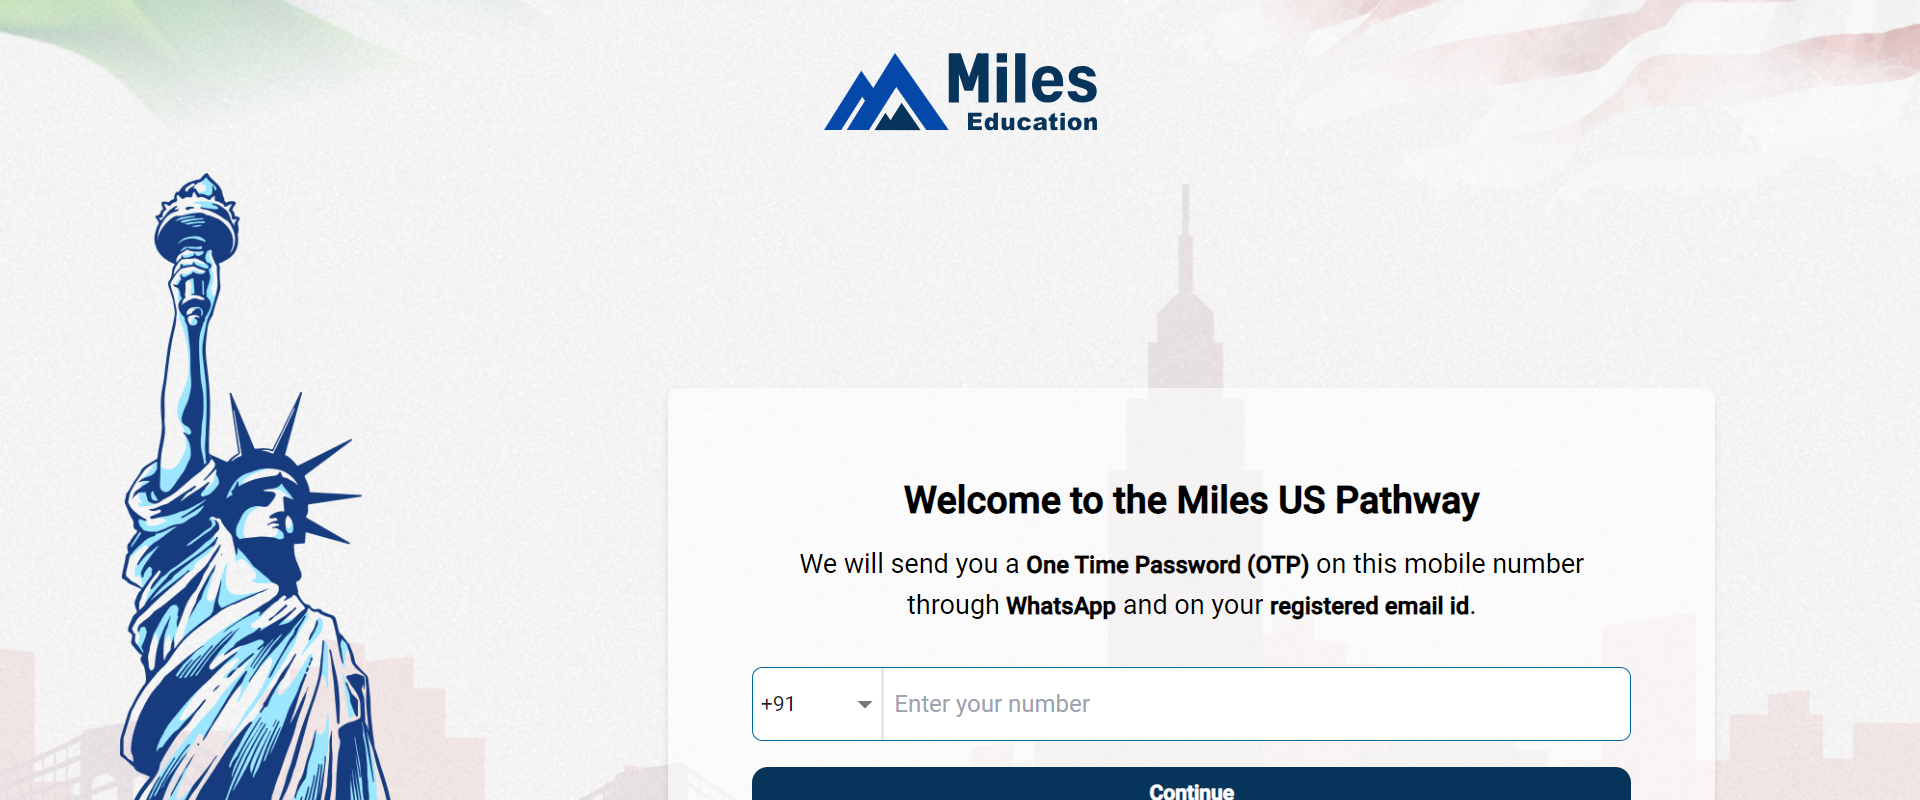 Miles
Education
Welcome to the Miles US Pathway
We will send you a One Time Password (OTP) on this mobile number
through WhatsApp and on your registered email id.
+91
Enter your number
Continue